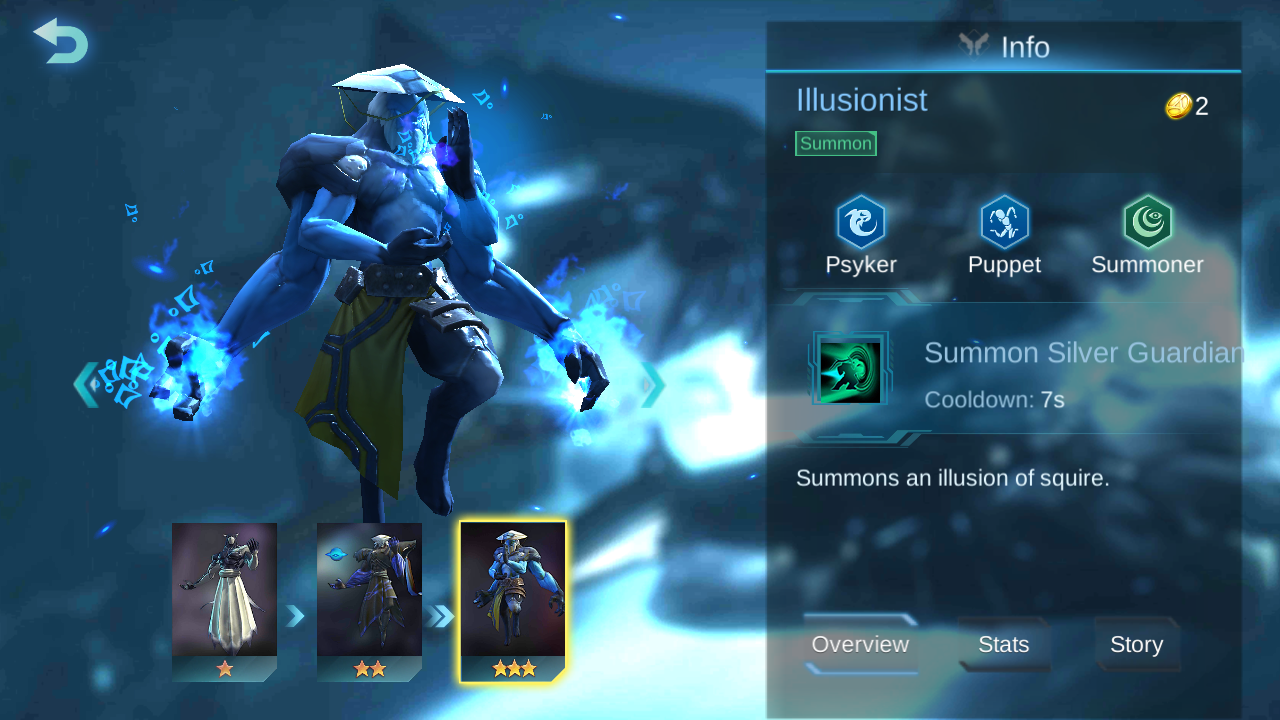 Info
Illusionist
2
Summon
Psyker
Puppet
Summoner
Summon Silver Guardian
Cooldown: 7s
Summons an illusion of squire.
Overview
Stats
Story